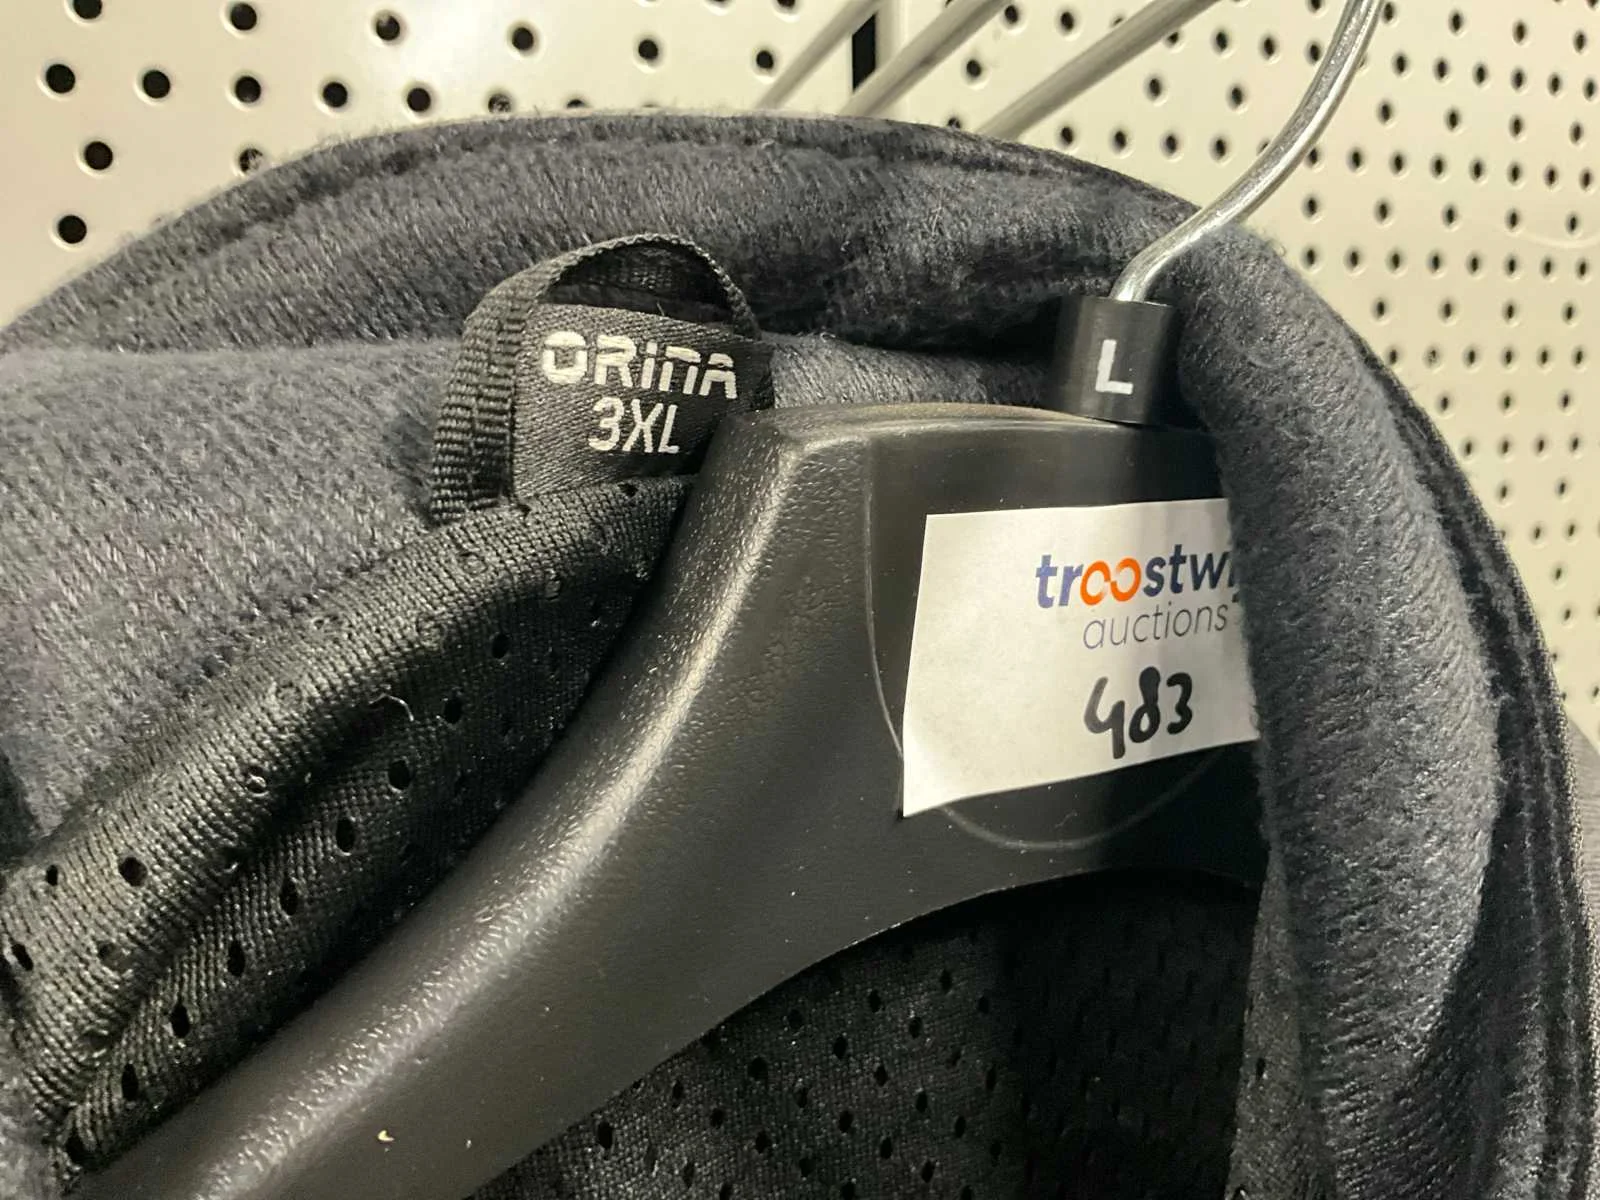 ORINA
3XL
L
troostwi
auctions
483